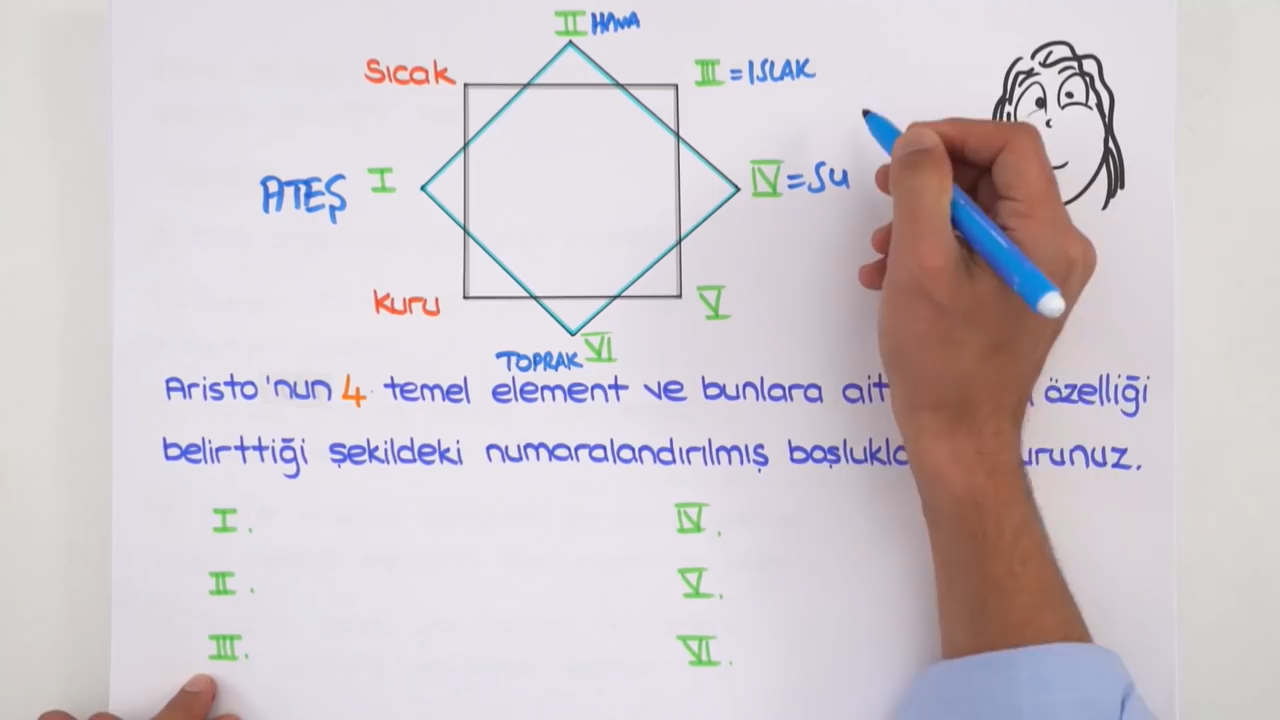 II HAVA
Sıcak
III = ISLAK
ATEŞ I
IV = SU
Kuru
V
TOPRAK VI
Aristo'nun 4 temel element ve bunlara ait özelliği
belirttiği şekildeki numaralandırılmış
I.
II.
III.
IV.
V.
VI.